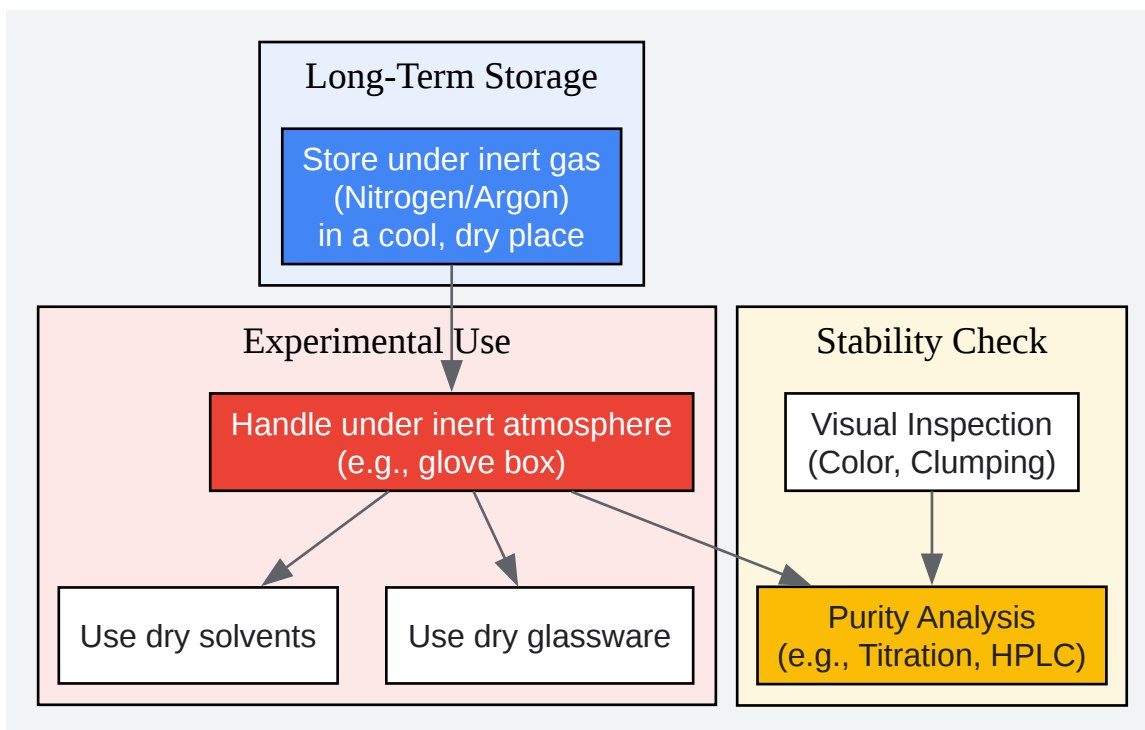 Long-Term Storage
Store under inert gas
(Nitrogen/Argon)
in a cool, dry place
Experimental Use
Handle under inert atmosphere
(e.g., glove box)
Use dry solvents
Use dry glassware
Stability Check
Visual Inspection
(Color, Clumping)
Purity Analysis
(e.g., Titration, HPLC)